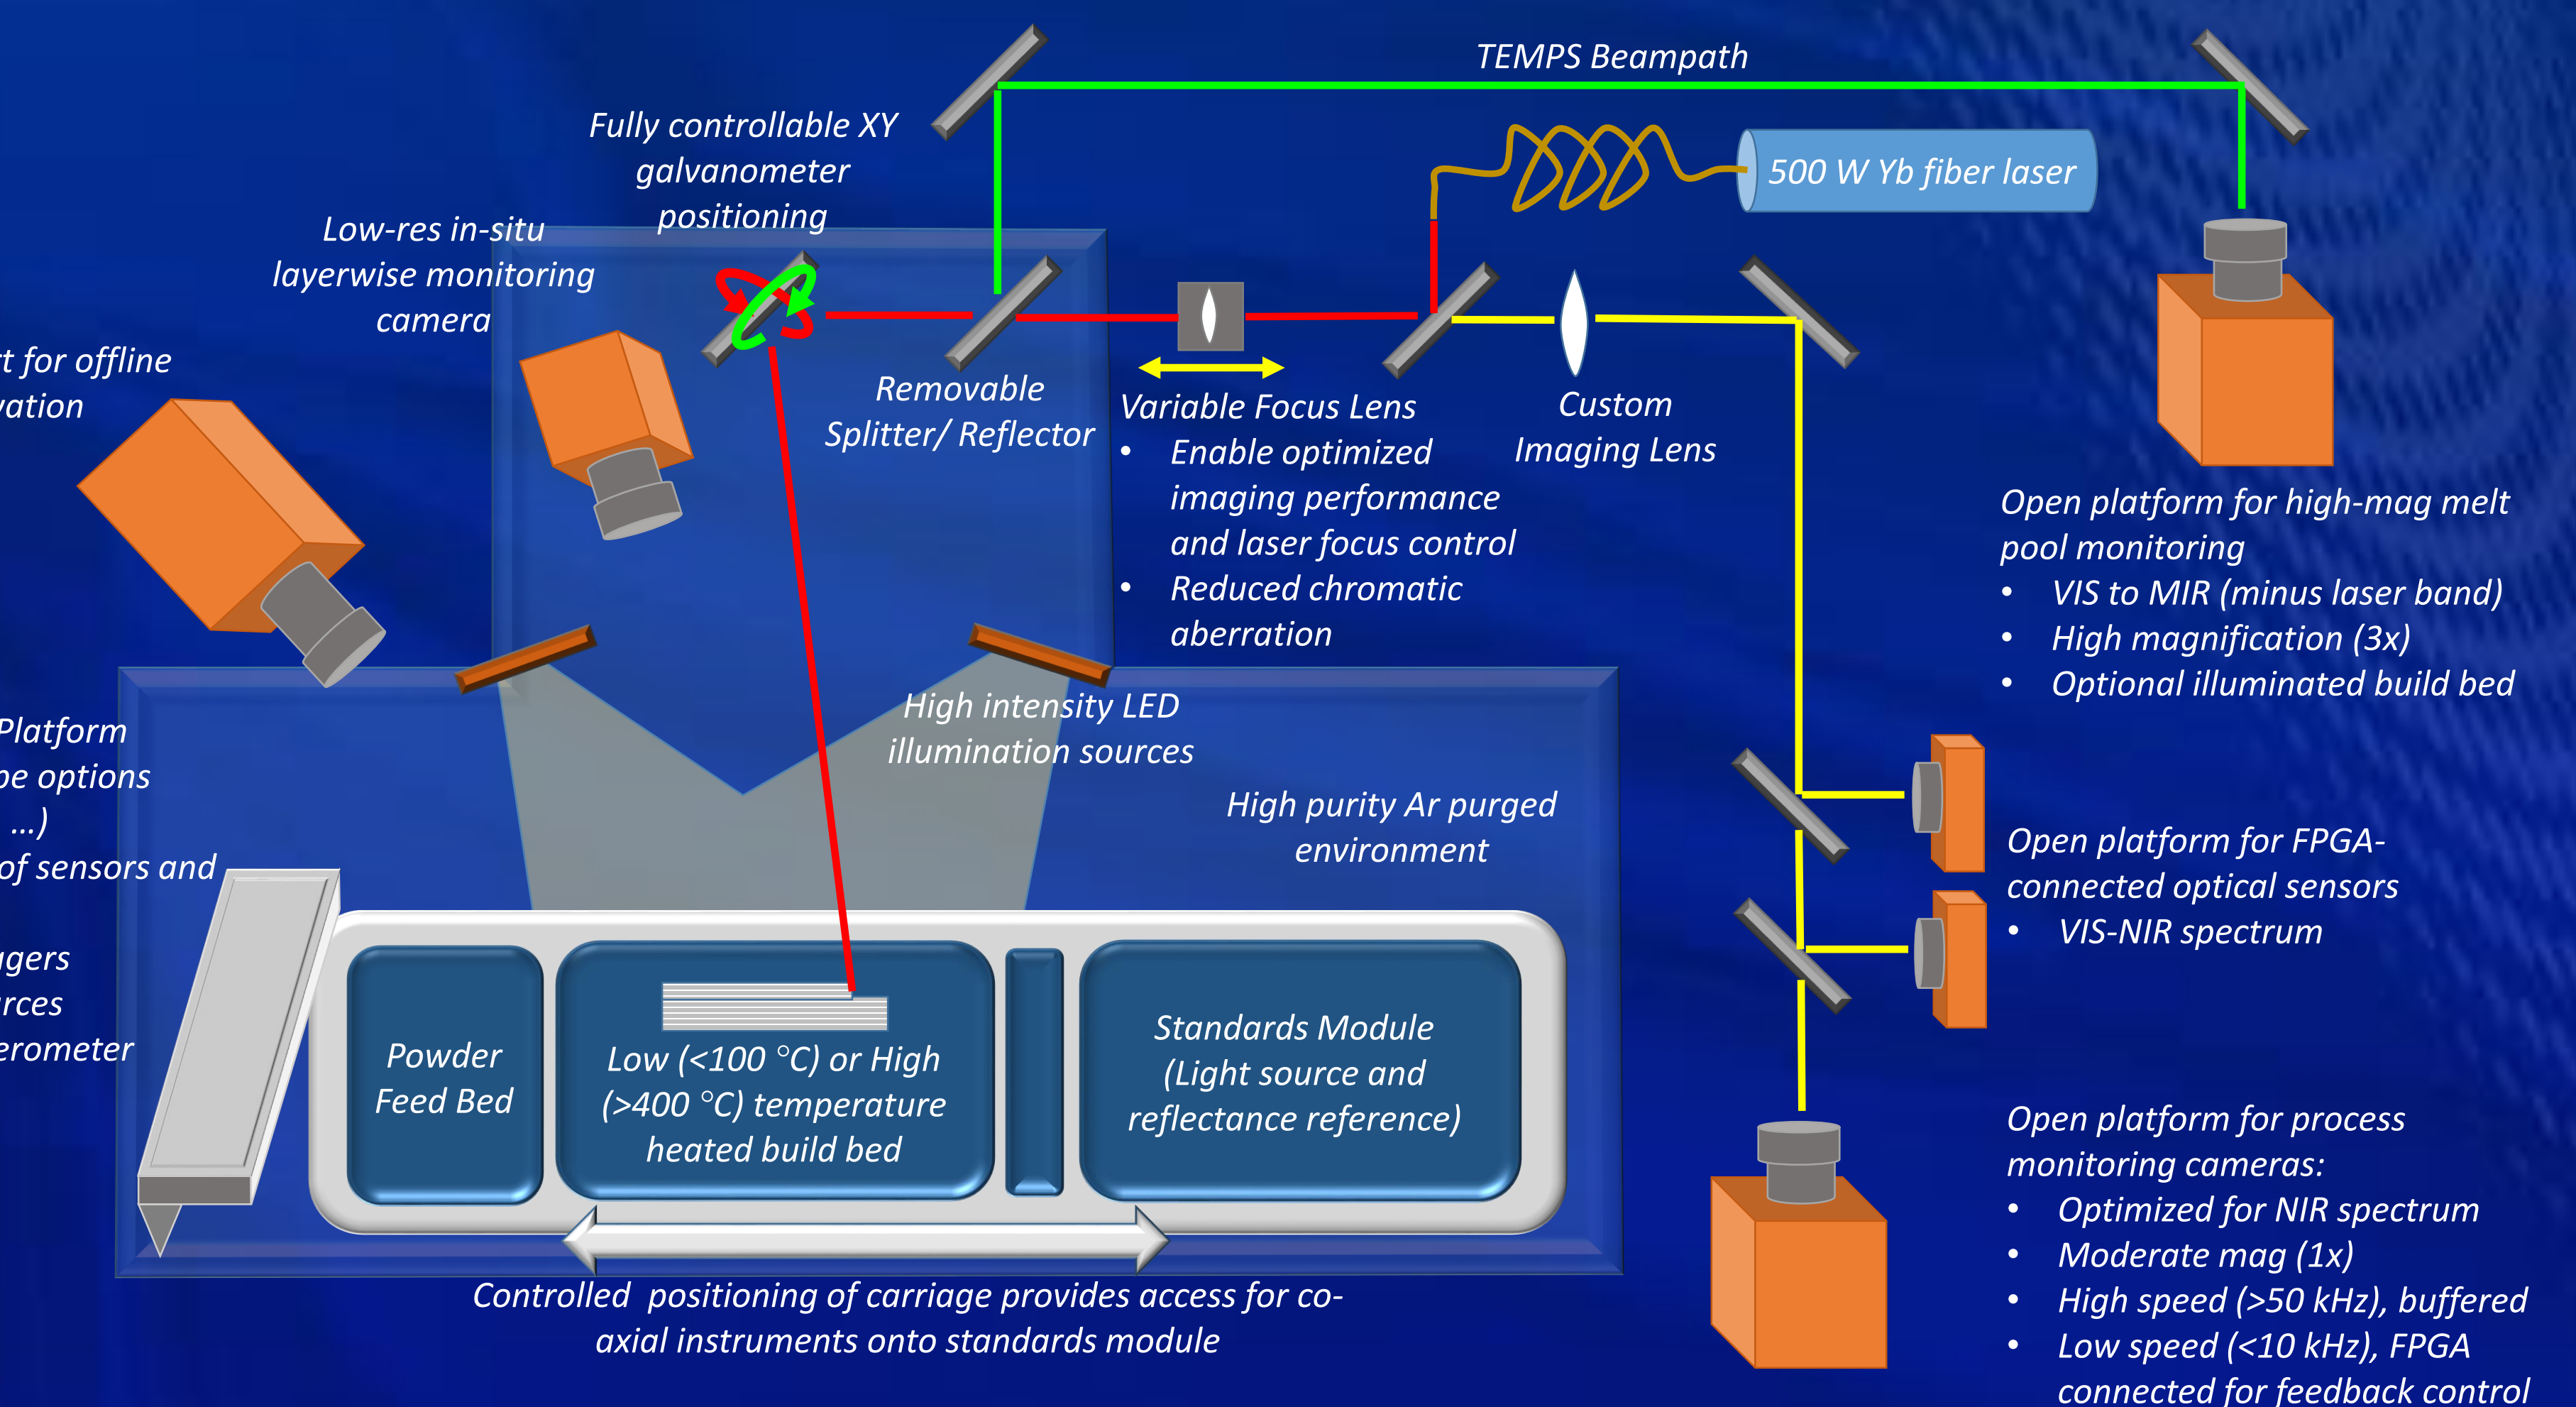 TEMPS Beampath
Fully controllable XY
galvanometer
positioning
500 W Yb fiber laser
Low-res in-situ
layerwise monitoring
camera
for offline
Removable
Splitter/ Reflector
Variable Focus Lens
• Enable optimized
imaging performance
and laser focus control
• Reduced chromatic
aberration
Custom
Imaging Lens
Open platform for high-mag melt
pool monitoring
• VIS to MIR (minus laser band)
• High magnification (3x)
• Optional illuminated build bed
High intensity LED
illumination sources
Platform
options
…)
of sensors and
High purity Ar purged
environment
Open platform for FPGA-
connected optical sensors
• VIS-NIR spectrum
Powder
Feed Bed
Low (<100 °C) or High
(>400 °C) temperature
heated build bed
Standards Module
(Light source and
reflectance reference)
Open platform for process
monitoring cameras:
• Optimized for NIR spectrum
• Moderate mag (1x)
• High speed (>50 kHz), buffered
• Low speed (<10 kHz), FPGA
connected for feedback control
Controlled positioning of carriage provides access for co-
axial instruments onto standards module